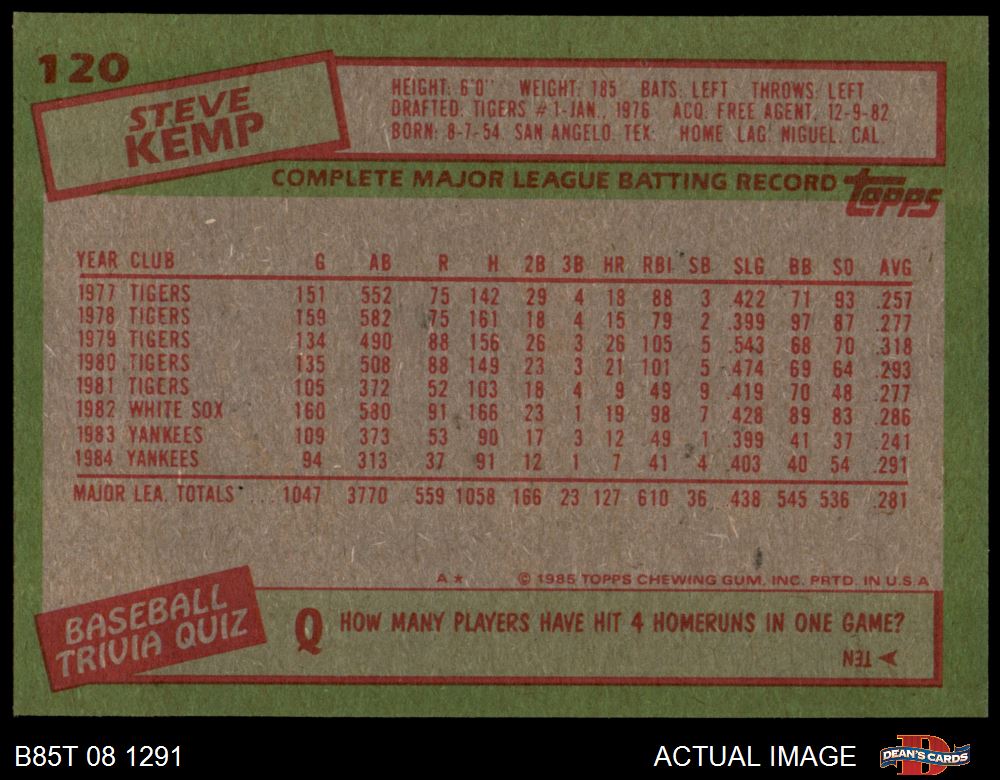 120
STEVE
KEMP
HEIGHT: 6'0" WEIGHT: 185 BATS: LEFT THROWS: LEFT
DRAFTED: TIGERS #1-JAN., 1976 ACQ: FREE AGENT, 12-9-82
BORN: 8-7-54, SAN ANGELO, TEX. HOME: LAG. NIGUEL, CAL.
COMPLETE MAJOR LEAGUE BATTING RECORD
topps
YEAR CLUB G AB R H 2B 3B HR RBI SB SLG BB SO AVG
1977 TIGERS 151 552 75 142 29 4 18 88 3 .422 71 93 .257
1978 TIGERS 159 582 75 161 18 4 15 79 2 .399 97 87 .277
1979 TIGERS 134 490 88 156 26 3 26 105 5 .543 68 70 .318
1980 TIGERS 135 508 88 149 23 3 21 101 5 .474 69 64 .293
1981 TIGERS 105 372 52 103 18 4 9 49 9 .419 70 48 .277
1982 WHITE SOX 160 580 91 166 23 1 19 98 7 .428 89 83 .286
1983 YANKEES 109 373 53 90 17 3 12 49 1 .399 41 37 .241
1984 YANKEES 94 313 37 91 12 1 7 41 4 .403 40 54 .291
MAJOR LEA. TOTALS 1047 3770 559 1058 166 23 127 610 36 .438 545 536 .281
A* © 1985 TOPPS CHEWING GUM, INC. PRTD. IN U.S.A
BASEBALL
TRIVIA QUIZ
Q HOW MANY PLAYERS HAVE HIT 4 HOMERUNS IN ONE GAME?
TEN
B85T 08 1291
ACTUAL IMAGE
DEAN'S CARDS